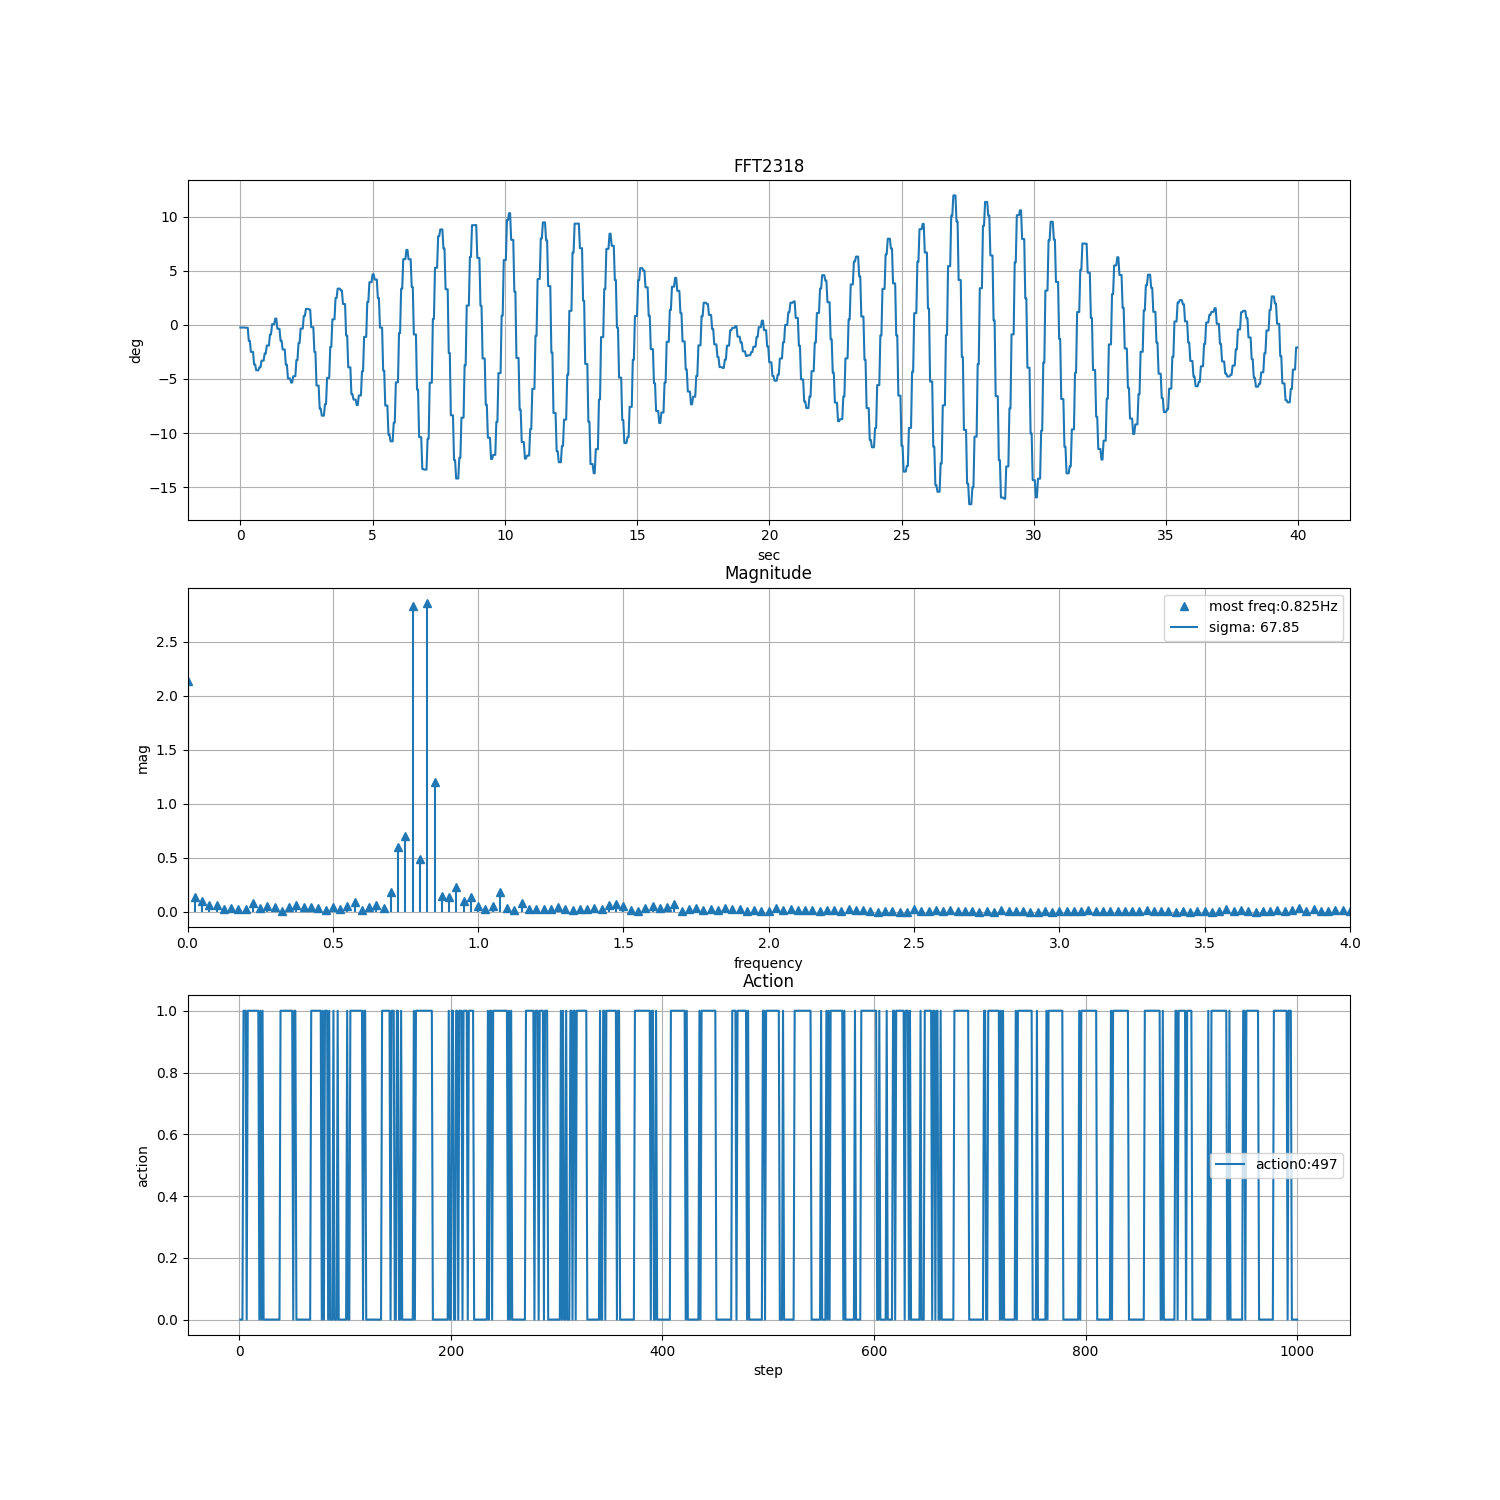 FFT2318
10
5
0
−5
−10
−15
deg
0 5 10 15 20 25 30 35 40
sec
Magnitude
most freq:0.825Hz
sigma: 67.85
2.5
2.0
1.5
1.0
0.5
0.0
mag
0.0 0.5 1.0 1.5 2.0 2.5 3.0 3.5 4.0
frequency
Action
1.0
0.8
0.6
0.4
0.2
0.0
action
action0:497
0 200 400 600 800 1000
step